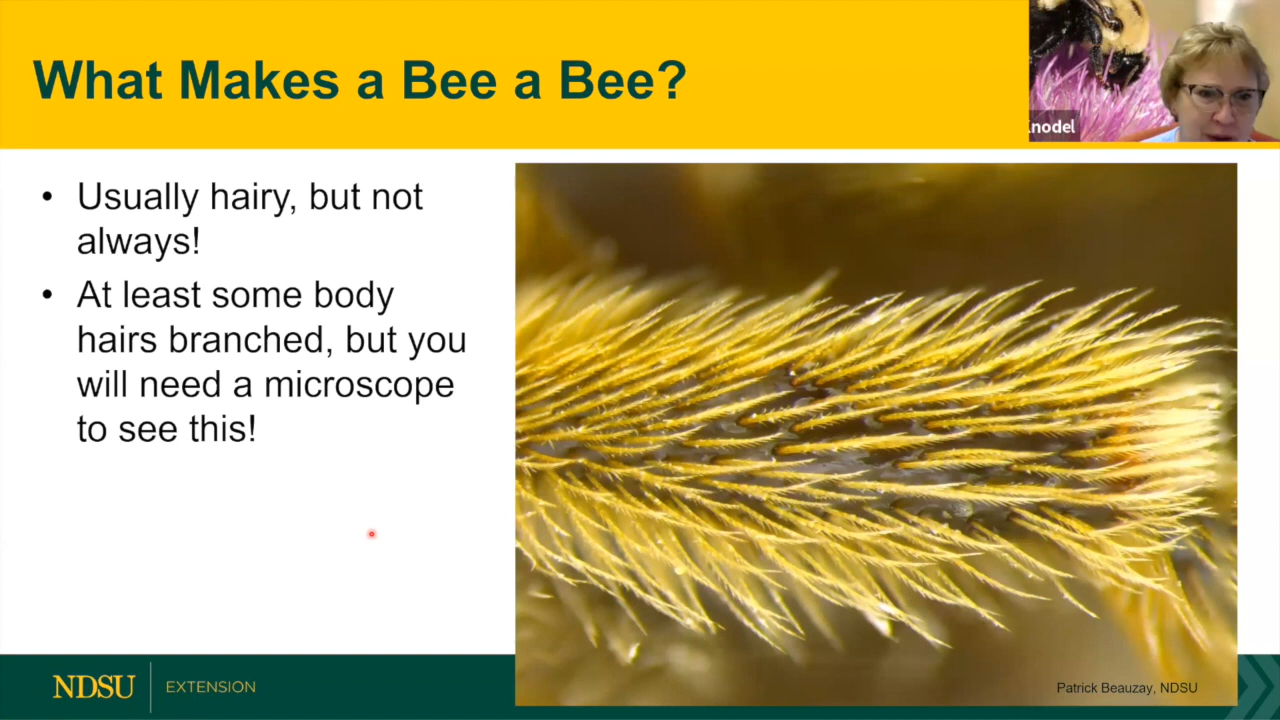 What Makes a Bee a Bee?
nodel
• Usually hairy, but not
always!
• At least some body
hairs branched, but you
will need a microscope
to see this!
Patrick Beauzay, NDSU
NDSU EXTENSION